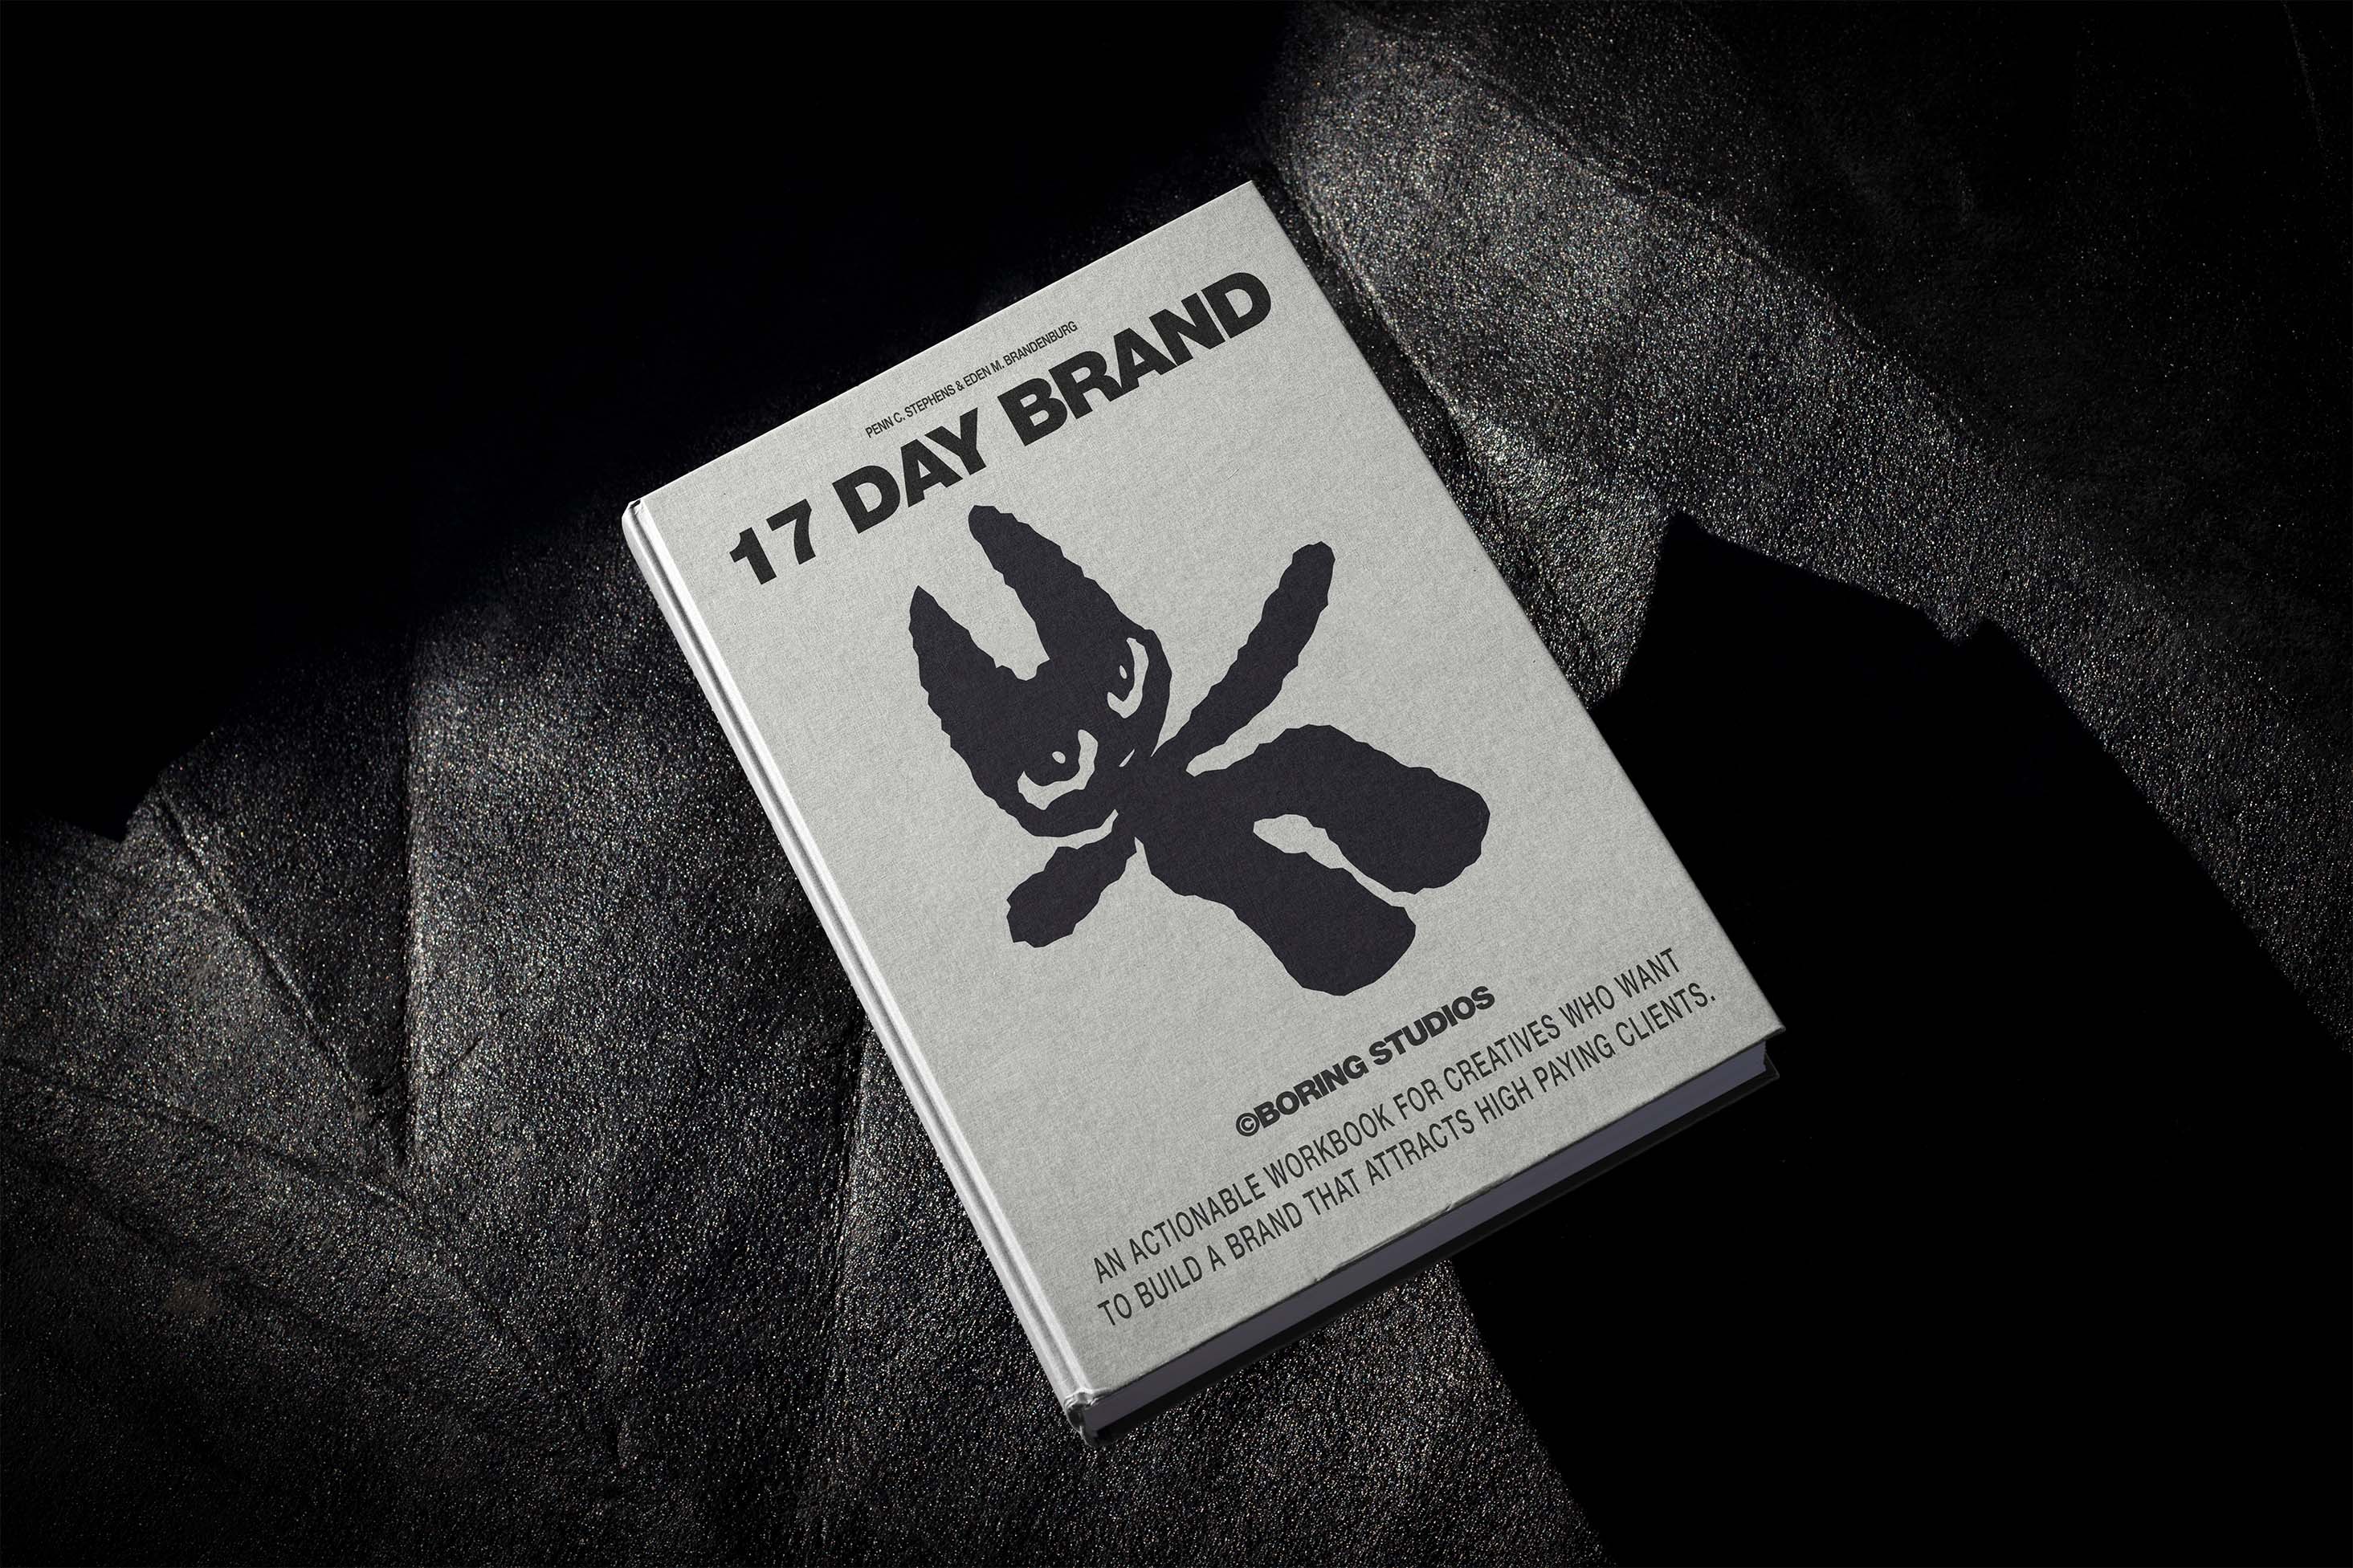 PENN C. STEPHENS & EDEN M. BRANDENBURG
17 DAY BRAND
©BORING STUDIOS
AN ACTIONABLE WORKBOOK FOR CREATIVES WHO WANT
TO BUILD A BRAND THAT ATTRACTS HIGH PAYING CLIENTS.